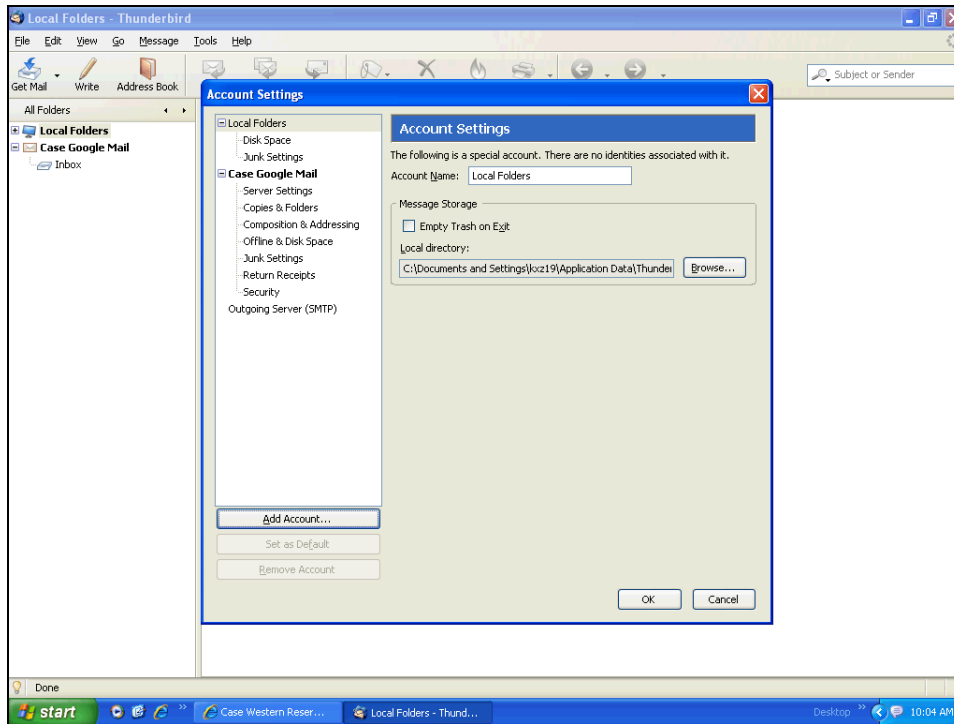 Local Folders - Thunderbird
File Edit View Go Message Tools Help
Get Mail Write Address Book
Subject or Sender
All Folders
Local Folders
Case Google Mail
Inbox
Account Settings
Local Folders
Disk Space
Junk Settings
Case Google Mail
Server Settings
Copies & Folders
Composition & Addressing
Offline & Disk Space
Junk Settings
Return Receipts
Security
Outgoing Server (SMTP)
Add Account...
Set as Default
Remove Account
Account Settings
The following is a special account. There are no identities associated with it.
Account Name: Local Folders
Message Storage
Empty Trash on Exit
Local directory:
C:\Documents and Settings\kxz19\Application Data\Thunder
Browse...
OK Cancel
Done
start Case Western Reser... Local Folders - Thund... Desktop 10:04 AM